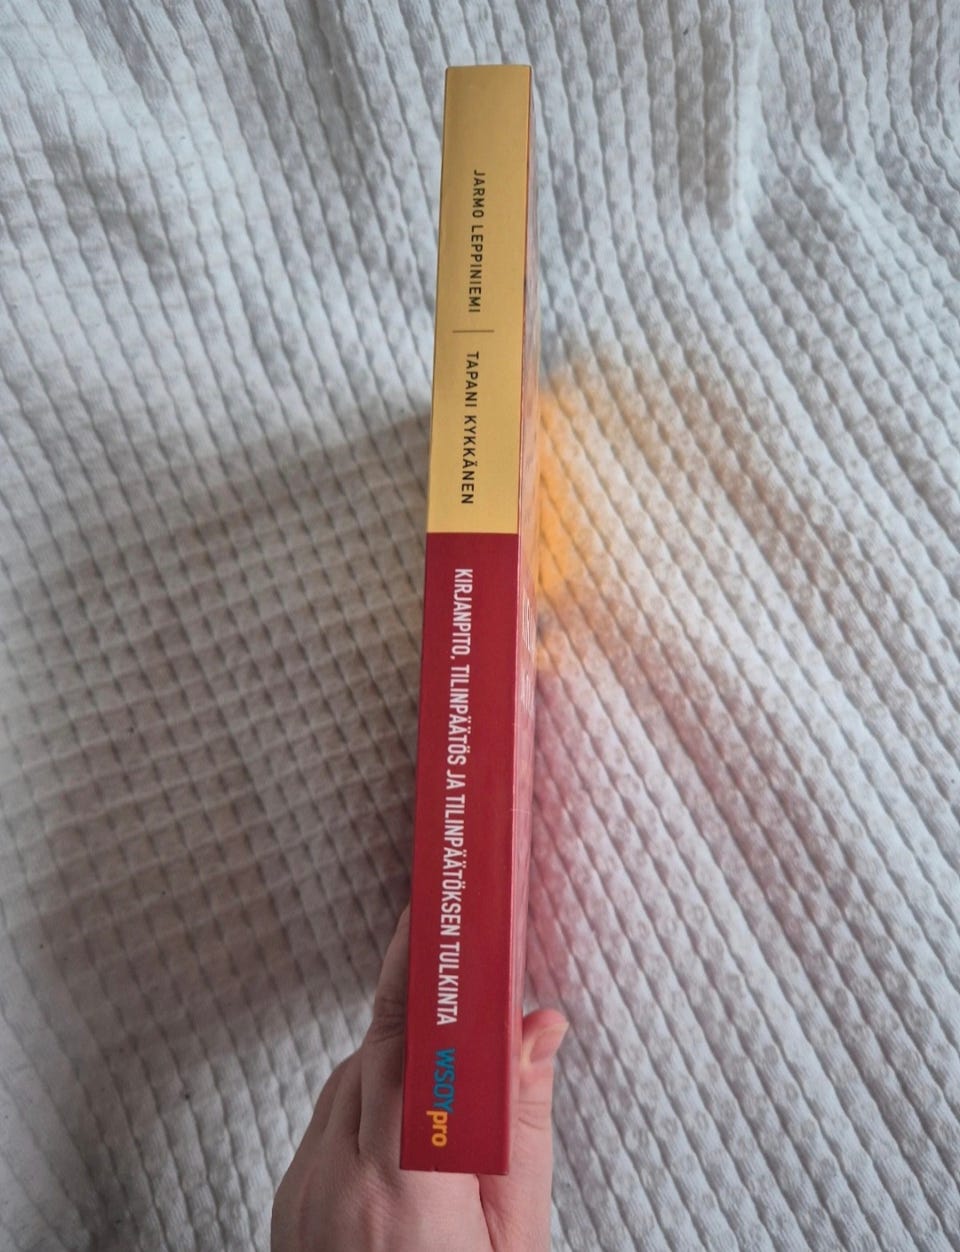 JARMO LEPPINIEMI
TAPANI KYKKÄNEN
KIRJANPITO, TILINPÄÄTÖS JA TILINPÄÄTÖKSEN TULKINTA
WSOYpro